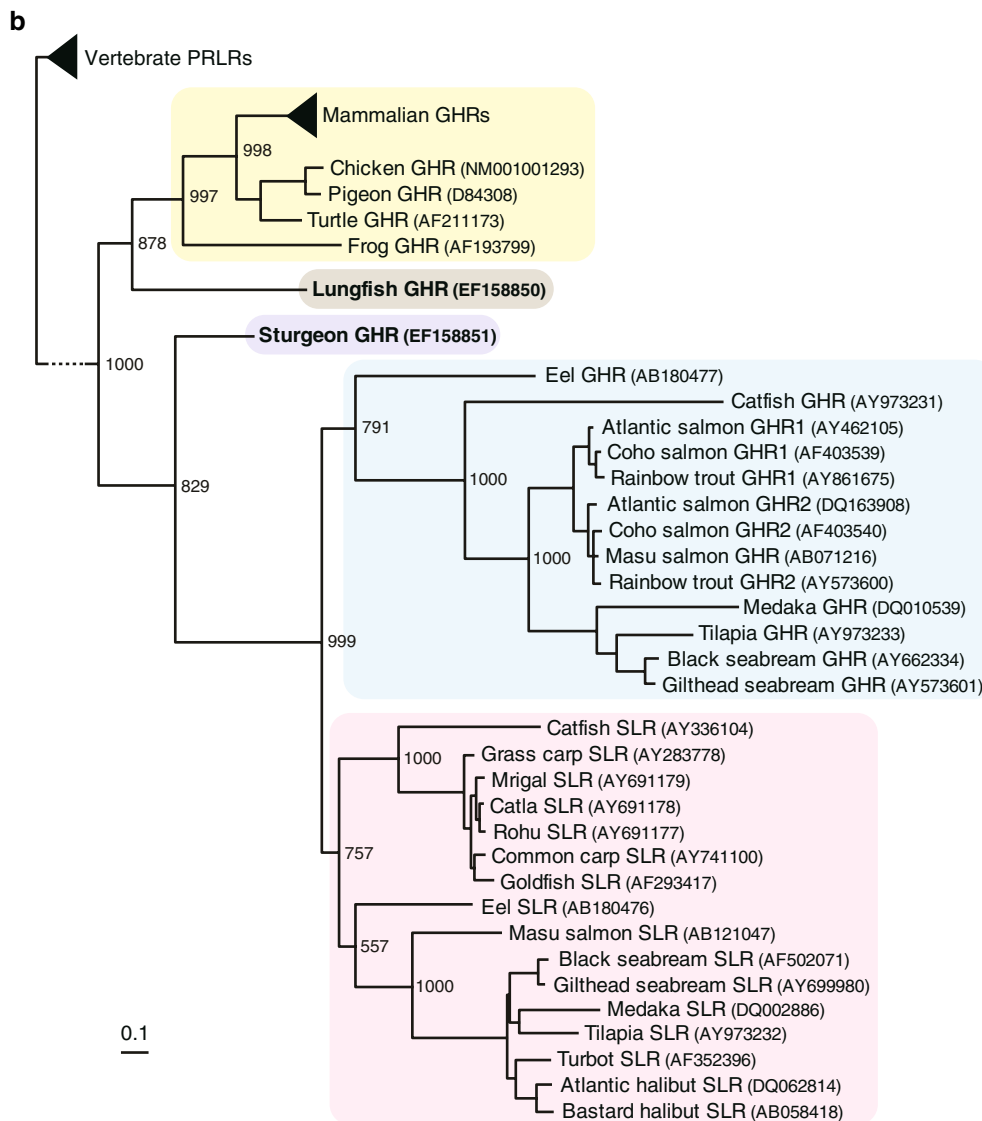 b
Vertebrate PRLRs
Mammalian GHRs
998
Chicken GHR (NM001001293)
997
Pigeon GHR (D84308)
Turtle GHR (AF211173)
878
Frog GHR (AF193799)
Lungfish GHR (EF158850)
Sturgeon GHR (EF158851)
1000
Eel GHR (AB180477)
Catfish GHR (AY973231)
791
Atlantic salmon GHR1 (AY462105)
Coho salmon GHR1 (AF403539)
1000
Rainbow trout GHR1 (AY861675)
829
Atlantic salmon GHR2 (DQ163908)
Coho salmon GHR2 (AF403540)
1000
Masu salmon GHR (AB071216)
Rainbow trout GHR2 (AY573600)
Medaka GHR (DQ010539)
999
Tilapia GHR (AY973233)
Black seabream GHR (AY662334)
Gilthead seabream GHR (AY573601)
Catfish SLR (AY336104)
1000
Grass carp SLR (AY283778)
Mrigal SLR (AY691179)
Catla SLR (AY691178)
Rohu SLR (AY691177)
757
Common carp SLR (AY741100)
Goldfish SLR (AF293417)
Eel SLR (AB180476)
557
Masu salmon SLR (AB121047)
Black seabream SLR (AF502071)
1000
Gilthead seabream SLR (AY699980)
Medaka SLR (DQ002886)
0.1
Tilapia SLR (AY973232)
Turbot SLR (AF352396)
Atlantic halibut SLR (DQ062814)
Bastard halibut SLR (AB058418)